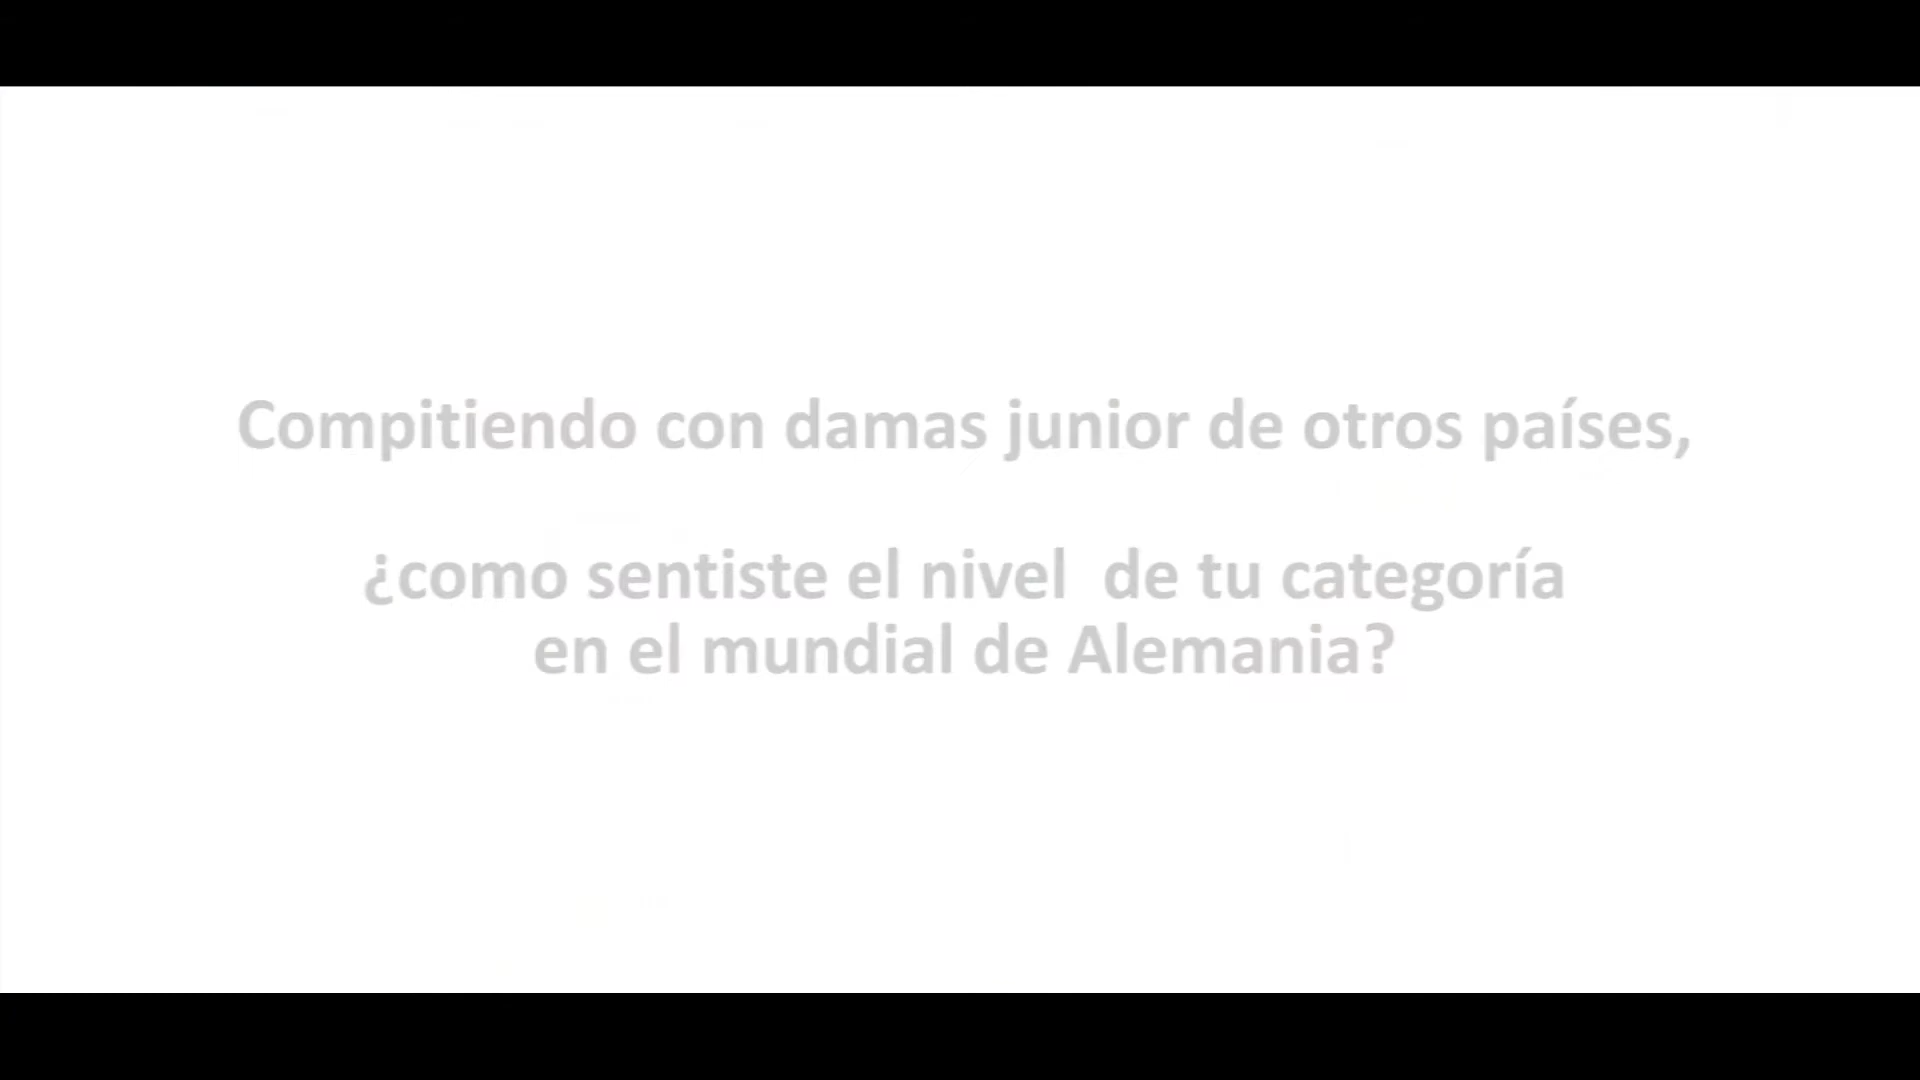 Compitiendo con damas junior de otros países,
¿como sentiste el nivel  de tu categoría
en el mundial de Alemania?